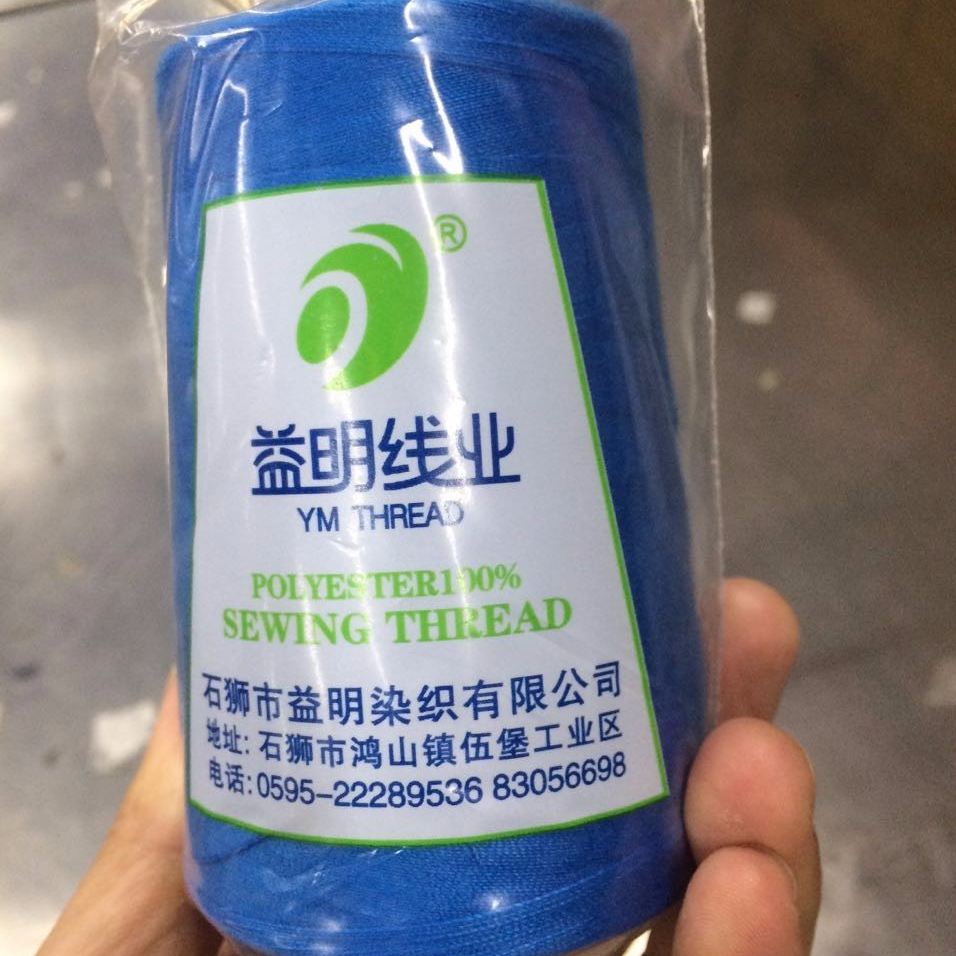 ®
益明线业
YM THREAD
POLYESTER100%
SEWING THREAD
石狮市益明染织有限公司
地址: 石狮市鸿山镇伍堡工业区
电话:0595-22289536 83056698